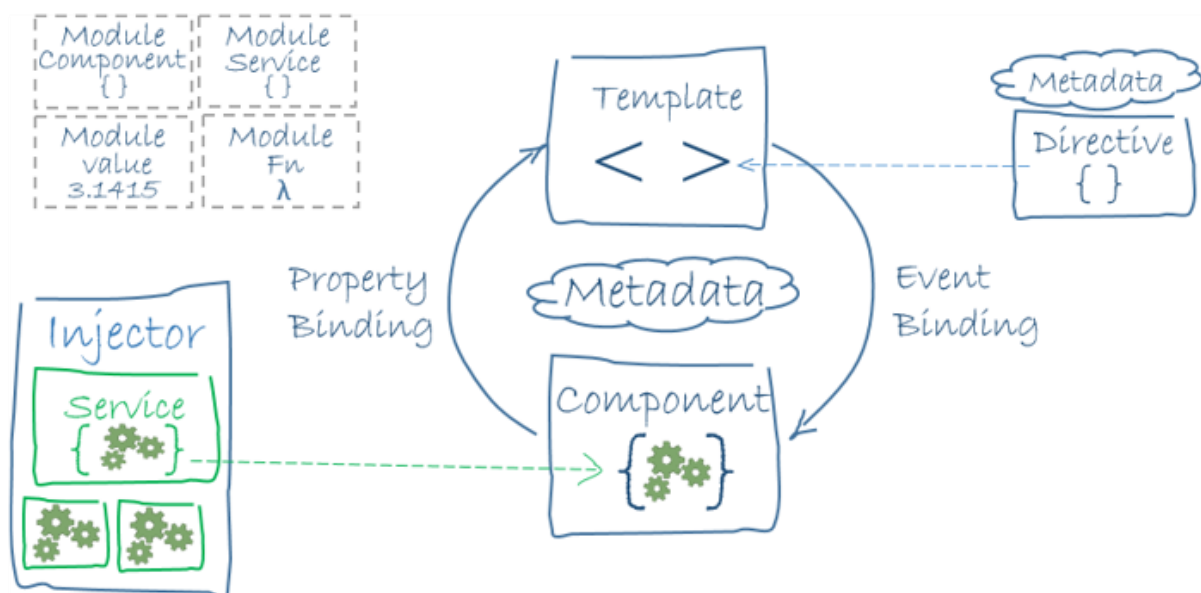 Module
Component
{ }
Module
Service
{ }
Module
value
3.1415
Module
Fn
λ
Template
< >
Metadata
Directive
{ }
Property
Binding
Metadata
Event
Binding
Injector
Service
{ }
Component
{ }